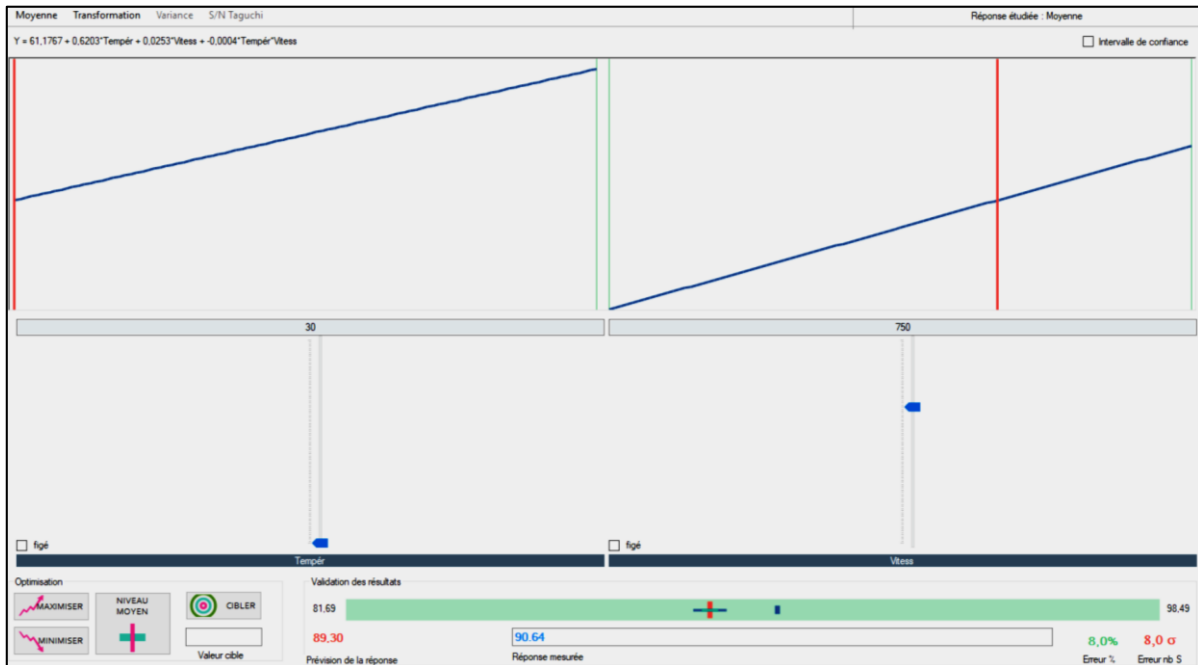 Moyenne Transformation Variance S/N Taguchi Réponse étudiée : Moyenne
Y = 61,1767 + 0,6203*Tempér + 0,0253*Vitess + -0,0004*Tempér*Vitess
Intervalle de confiance
30 750
figé figé
Tempér Vitess
Optimisation Validation des résultats
MAXIMISER NIVEAU MOYEN CIBLER 81,69 98,49
MINIMISER 89,30 90.64 8,0% 8,0 σ
Valeur cible Prévision de la réponse Réponse mesurée Erreur % Erreur nb S